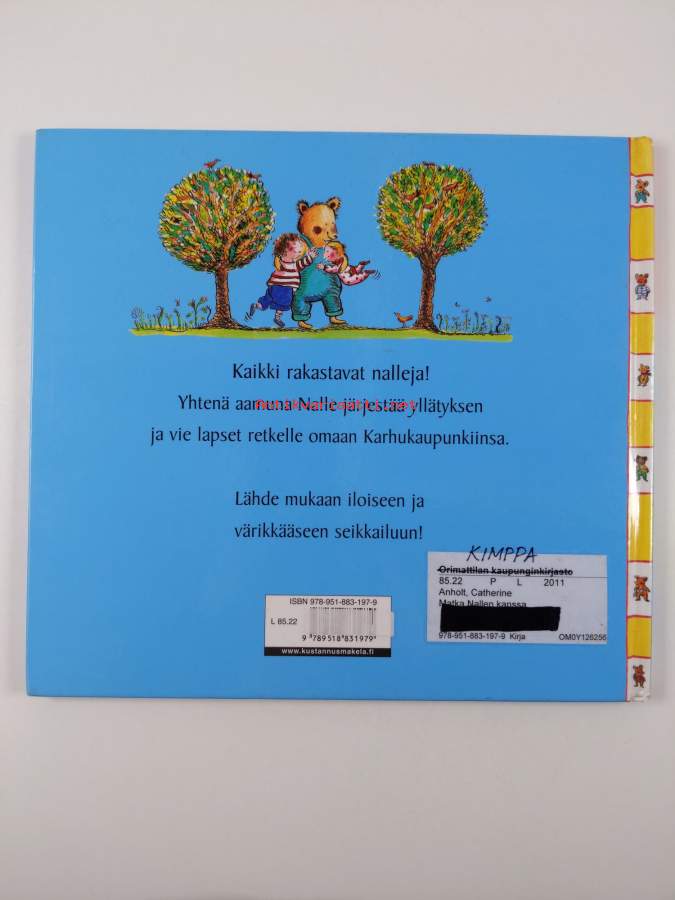 Kaikki rakastavat nalleja!
Yhtenä aamuna Nalle järjestää yllätyksen
antikvariaatti.net
ja vie lapset retkelle omaan Karhukaupunkiinsa.
Lähde mukaan iloiseen ja
värikkääseen seikkailuun!
KIMPPA
Orimattilan kaupunginkirjasto
85.22 P L 2011
Anholt, Catherine
Matka Nallen kanssa
978-951-883-197-9 Kirja OM0Y126256
ISBN 978-951-883-197-9
L 85.22
9 789518 831979
www.kustannusmakela.fi